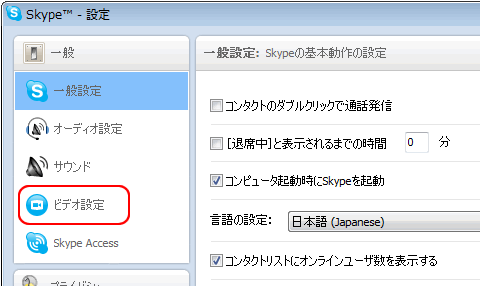 Skype™ - 設定
一般
一般設定
オーディオ設定
サウンド
ビデオ設定
Skype Access
プライバシー
一般設定: Skypeの基本動作の設定
コンタクトのダブルクリックで通話発信
[退席中]と表示されるまでの時間 0 分
コンピュータ起動時にSkypeを起動
言語の設定: 日本語 (Japanese)
コンタクトリストにオンラインユーザ数を表示する